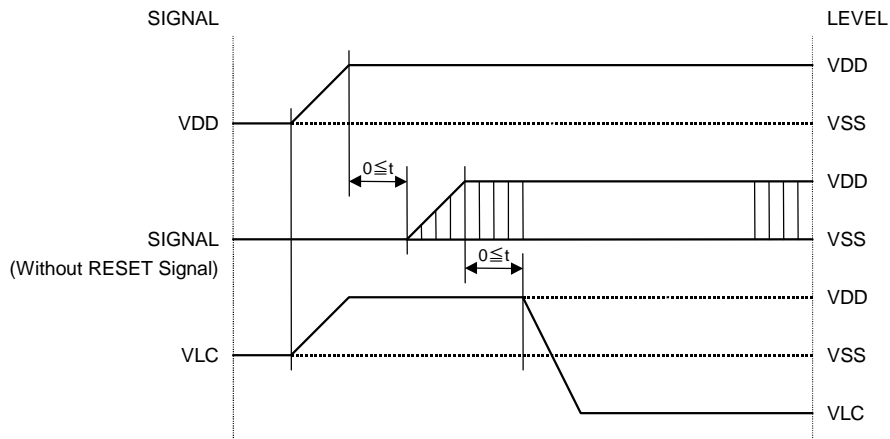 SIGNAL LEVEL
VDD
VDD VSS
0≦t
VDD
SIGNAL VSS
(Without RESET Signal)
0≦t
VDD
VLC VSS
VLC